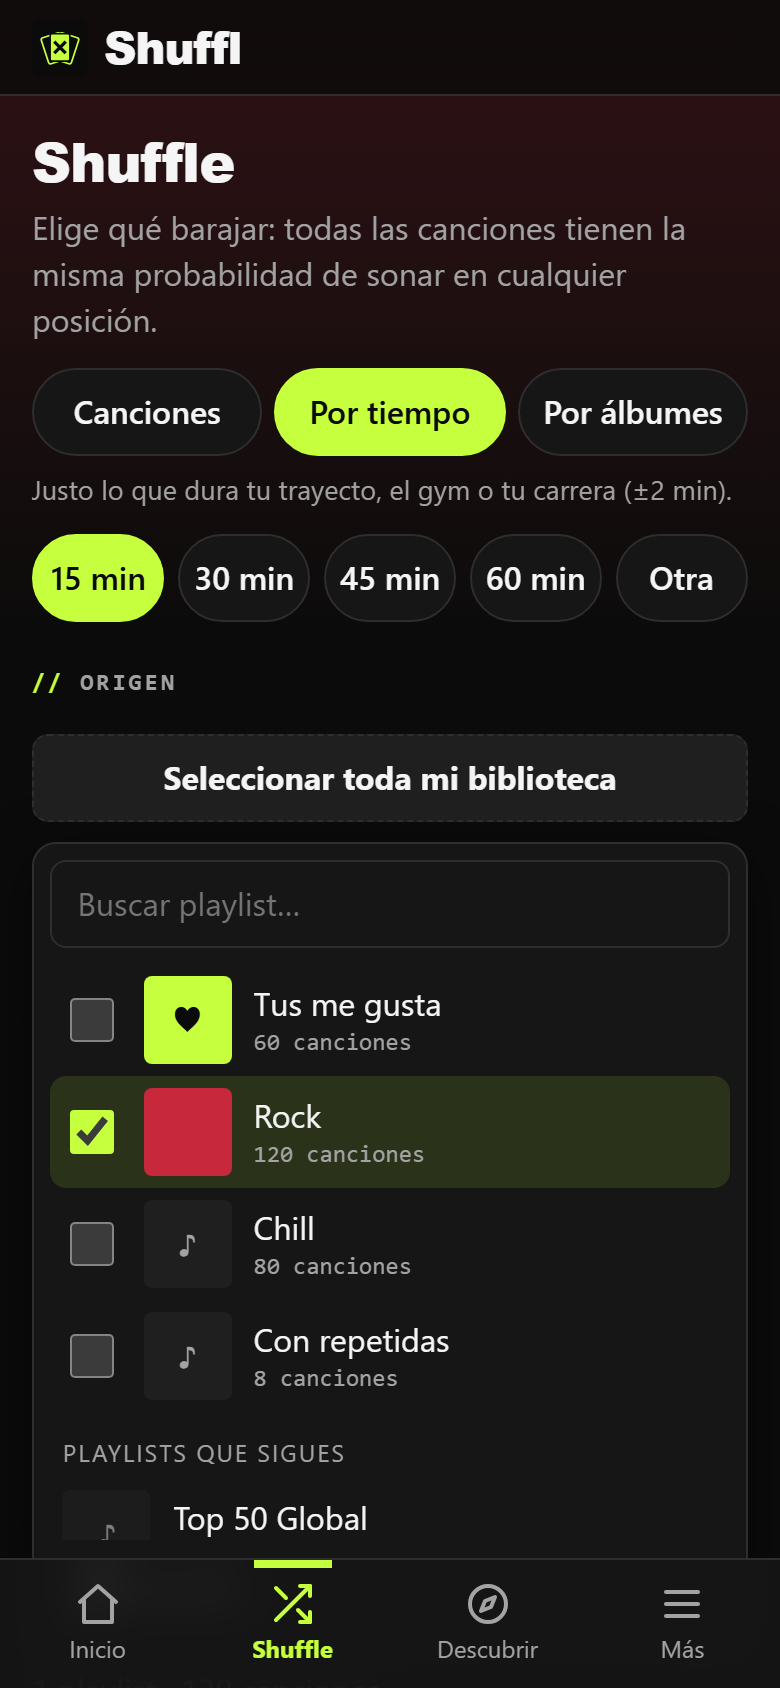 Shuffl
Shuffle
Elige qué barajar: todas las canciones tienen la
misma probabilidad de sonar en cualquier
posición.
Canciones
Por tiempo
Por álbumes
Justo lo que dura tu trayecto, el gym o tu carrera (±2 min).
15 min
30 min
45 min
60 min
Otra
// ORIGEN
Seleccionar toda mi biblioteca
Buscar playlist...
Tus me gusta
60 canciones
Rock
120 canciones
Chill
80 canciones
Con repetidas
8 canciones
PLAYLISTS QUE SIGUES
Top 50 Global
Inicio
Shuffle
Descubrir
Más